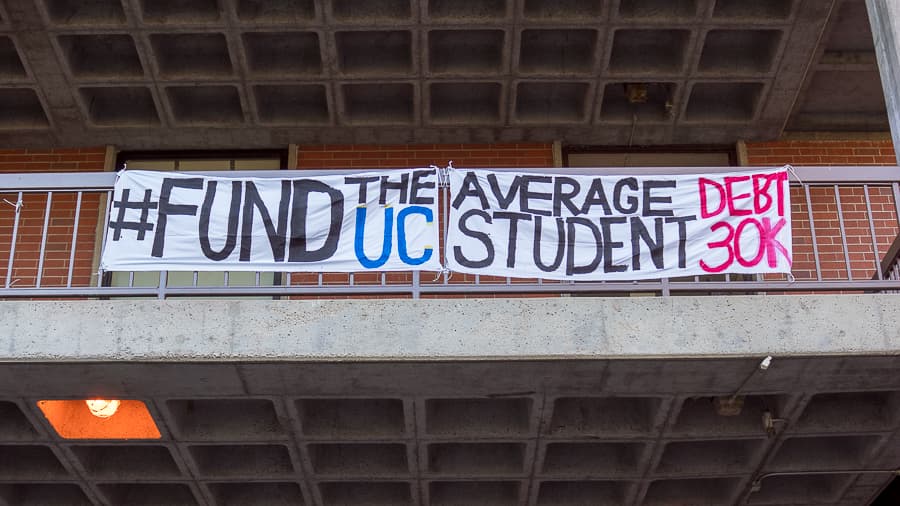 #FUND THE UC
AVERAGE STUDENT DEBT 30K